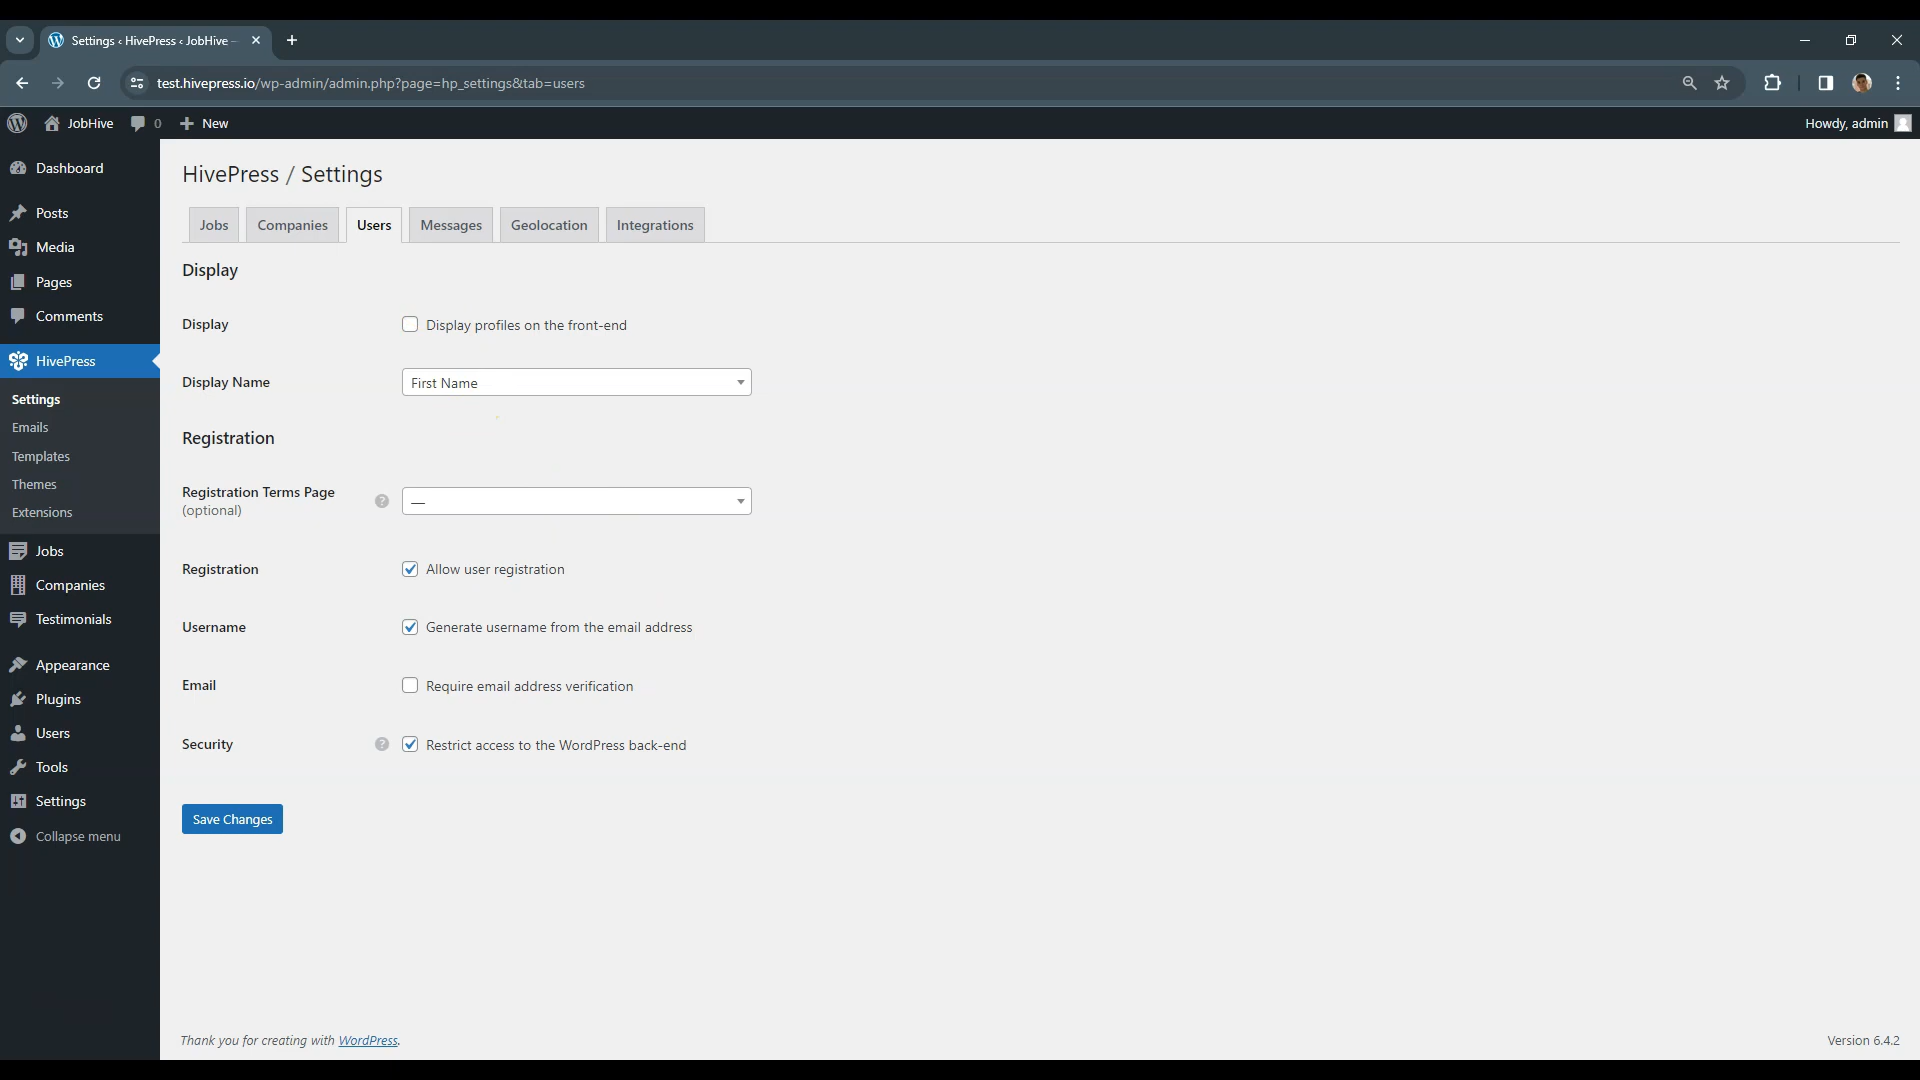 Settings ‹ HivePress ‹ JobHive —
test.hivepress.io/wp-admin/admin.php?page=hp_settings&tab=users
JobHive
0
New
Howdy, admin
Dashboard
Posts
Media
Pages
Comments
HivePress
Settings
Emails
Templates
Themes
Extensions
Jobs
Companies
Testimonials
Appearance
Plugins
Users
Tools
Settings
Collapse menu
HivePress / Settings
Jobs
Companies
Users
Messages
Geolocation
Integrations
Display
Display
Display profiles on the front-end
Display Name
First Name
Registration
Registration Terms Page
(optional)
?
—
Registration
Allow user registration
Username
Generate username from the email address
Email
Require email address verification
Security
?
Restrict access to the WordPress back-end
Save Changes
Thank you for creating with WordPress.
Version 6.4.2